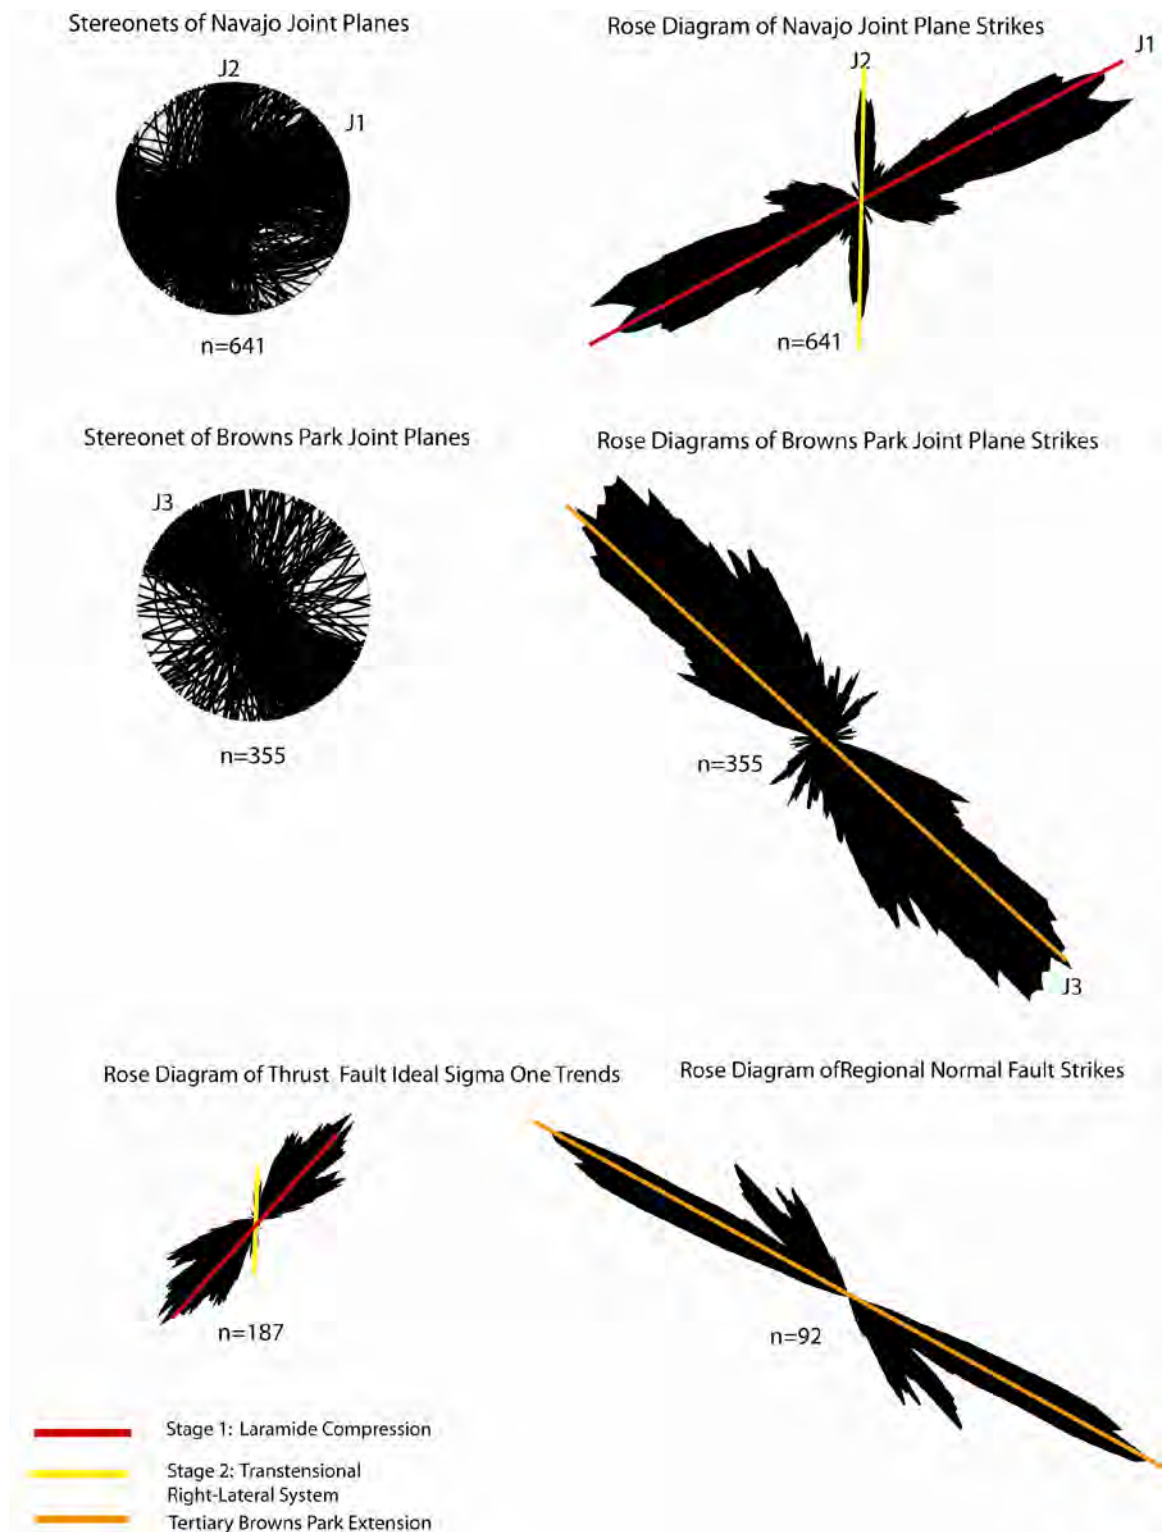 Stereonets of Navajo Joint Planes
Rose Diagram of Navajo Joint Plane Strikes
J2
J1
n=641
J2
J1
n=641
Stereonet of Browns Park Joint Planes
Rose Diagrams of Browns Park Joint Plane Strikes
J3
n=355
n=355
J3
Rose Diagram of Thrust Fault Ideal Sigma One Trends
Rose Diagram ofRegional Normal Fault Strikes
n=187
n=92
Stage 1: Laramide Compression
Stage 2: Transtensional
Right-Lateral System
Tertiary Browns Park Extension